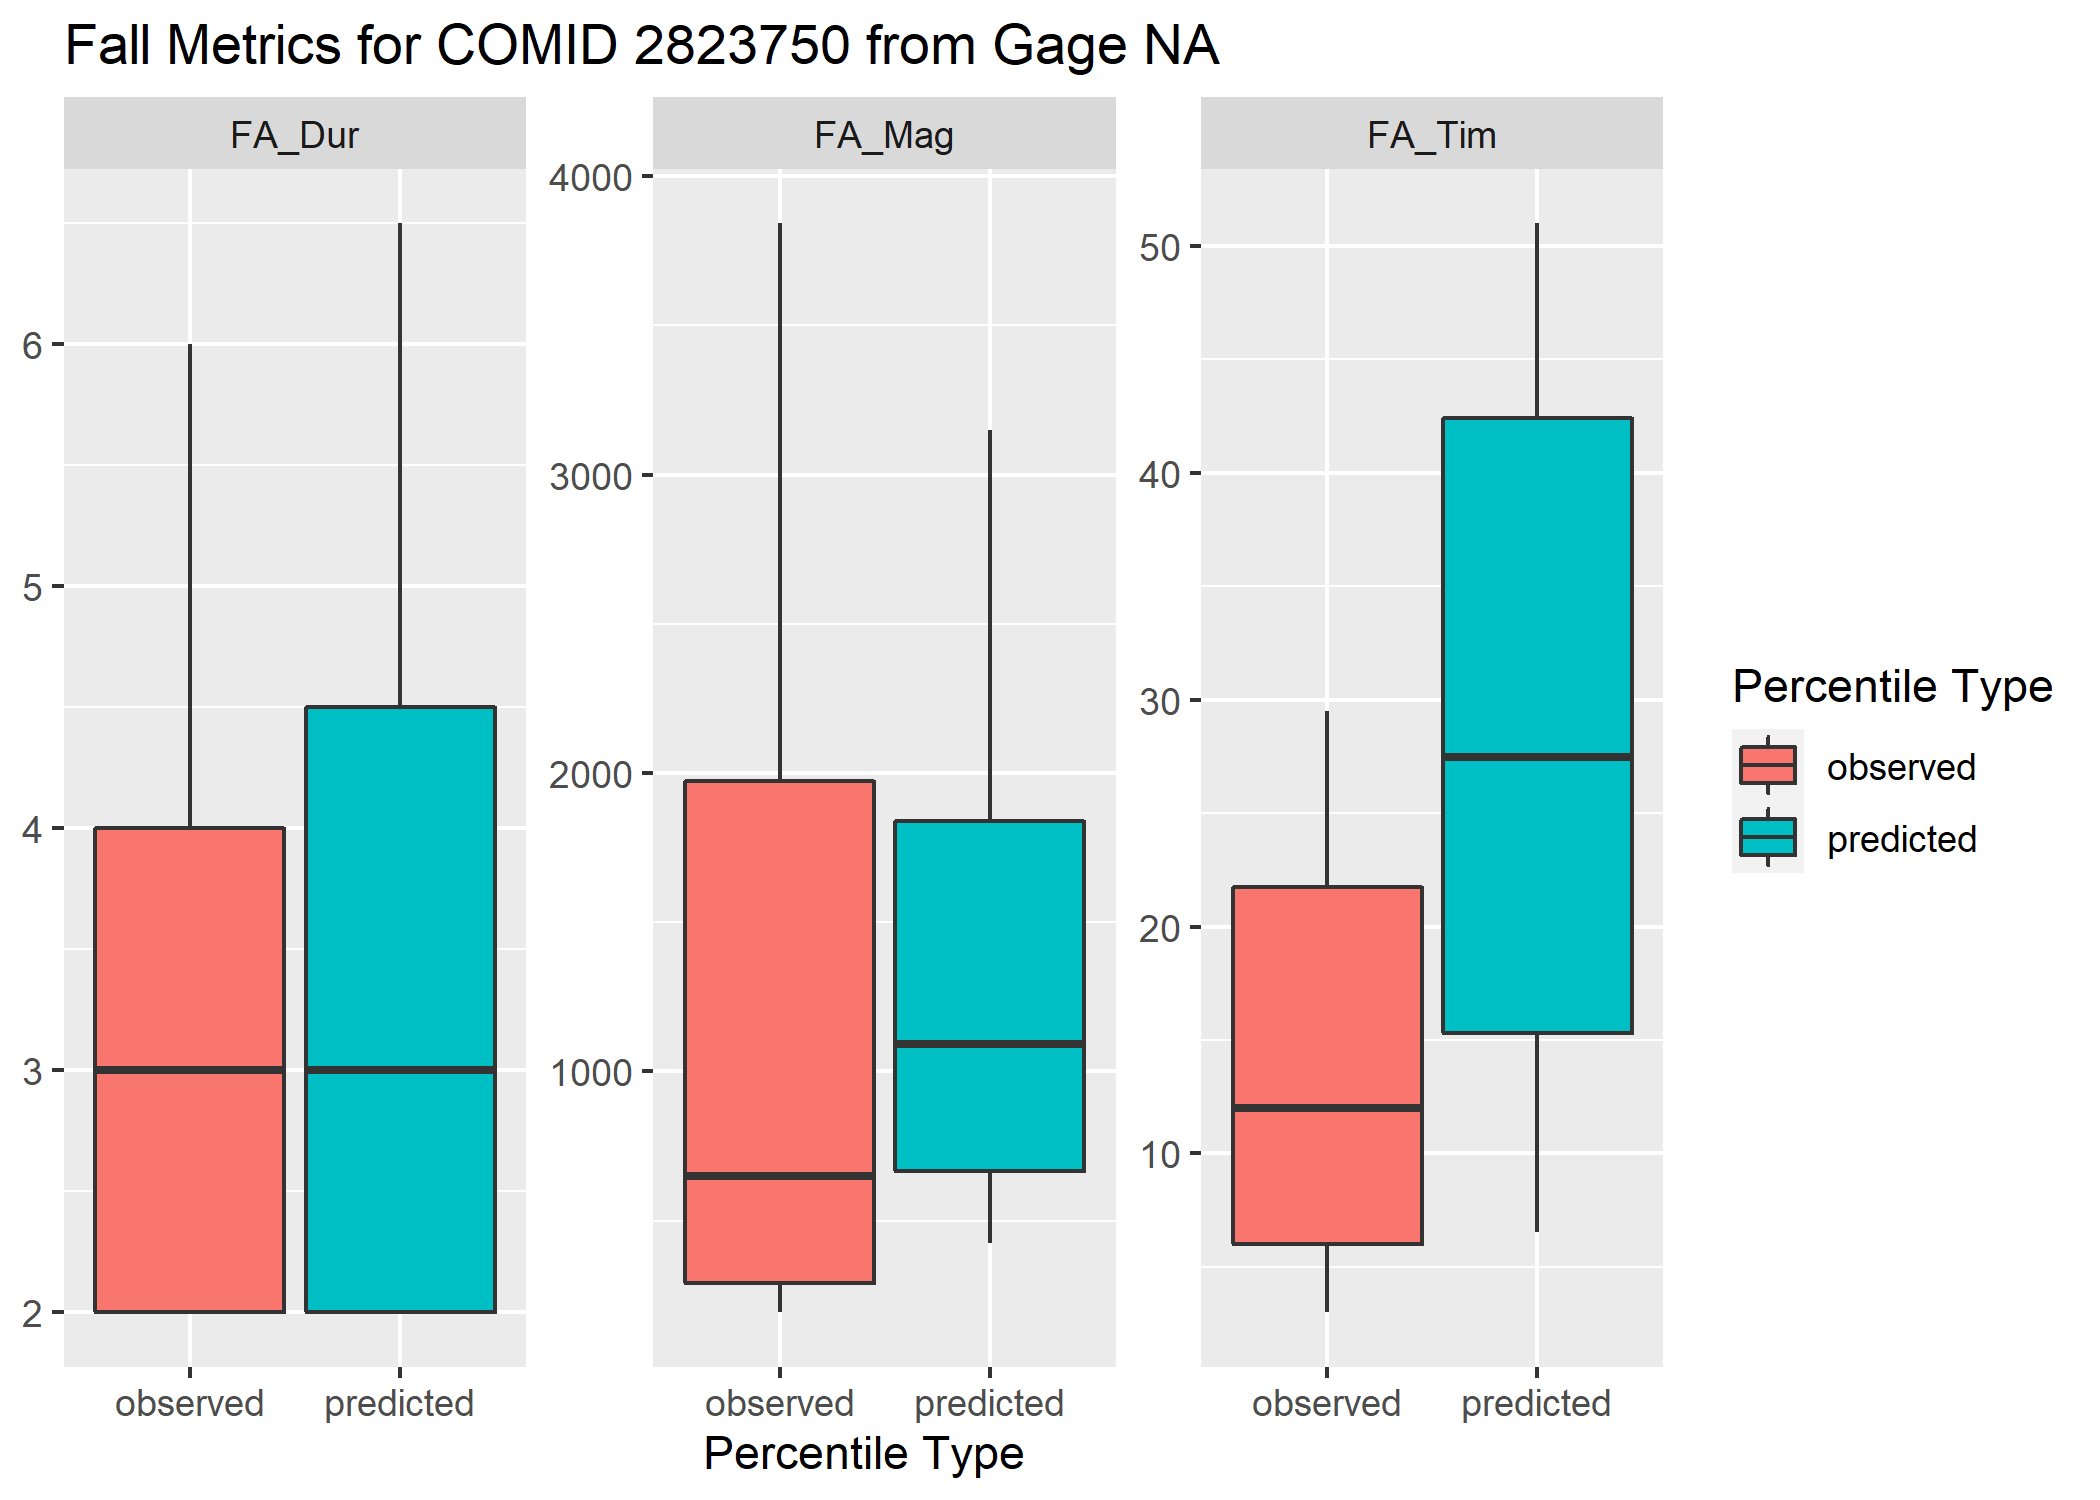 Fall Metrics for COMID 2823750 from Gage NA
FA_Dur
FA_Mag
FA_Tim
6
5
4
3
2
4000
3000
2000
1000
50
40
30
20
10
observed
predicted
observed
predicted
observed
predicted
Percentile Type
Percentile Type
observed
predicted